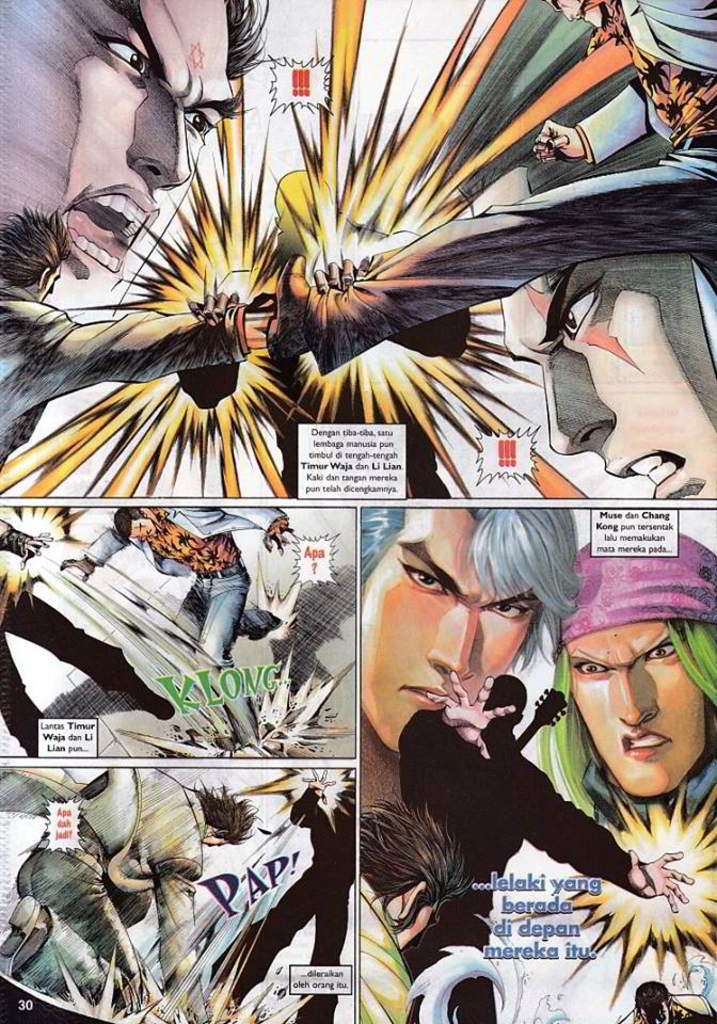 !!!
Dengan tiba-tiba, satu
lembaga manusia pun
timbul di tengah-tengah
Timur Waja dan Li Lian.
Kaki dan tangan mereka
pun telah dicengkamnya.
!!!
Apa
?
KLONG..
Lantas Timur
Waja dan Li
Lian pun...
Apa
dah
jadi?
PAP!
...dileraikan
oleh orang itu.
Muse dan Chang
Kong pun tersentak
lalu memakukan
mata mereka pada...
...lelaki yang
berada
di depan
mereka itu.
30